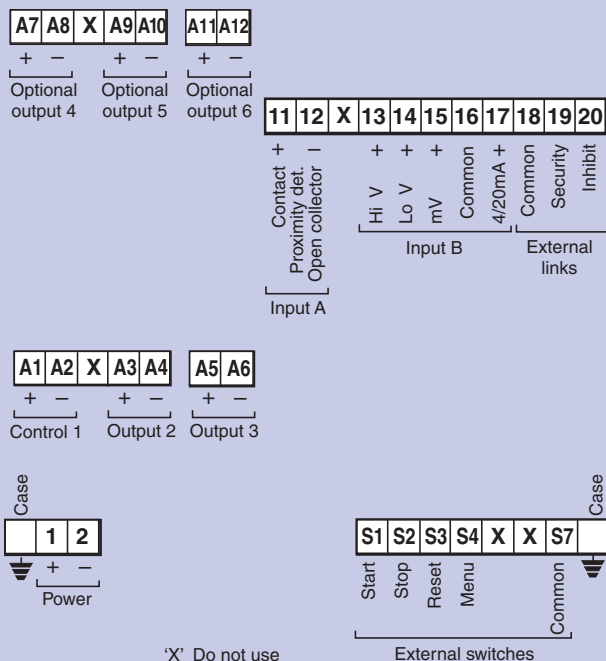 A7 A8 X A9 A10 A11 A12
+ − + − + −
Optional output 4
Optional output 5
Optional output 6
11 12 X 13 14 15 16 17 18 19 20
Contact +
Proximity det.
Open collector −
Hi V +
Lo V +
mV +
Common
4/20mA +
Common
Security
Inhibit
Input A
Input B
External links
A1 A2 X A3 A4 A5 A6
+ − + − + −
Control 1 Output 2 Output 3
Case
1 2
+ −
Power
S1 S2 S3 S4 X X S7
Start
Stop
Reset
Menu
Common
Case
External switches
'X' Do not use